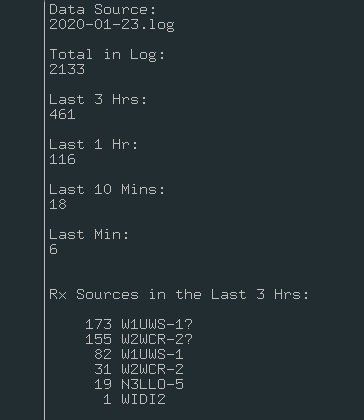 Data Source:
2020-01-23.log
Total in Log:
2133
Last 3 Hrs:
461
Last 1 Hr:
116
Last 10 Mins:
18
Last Min:
6
Rx Sources in the Last 3 Hrs:
173 W1UWS-1?
155 W2WCR-2?
82 W1UWS-1
31 W2WCR-2
19 N3LLO-5
1 WIDI2